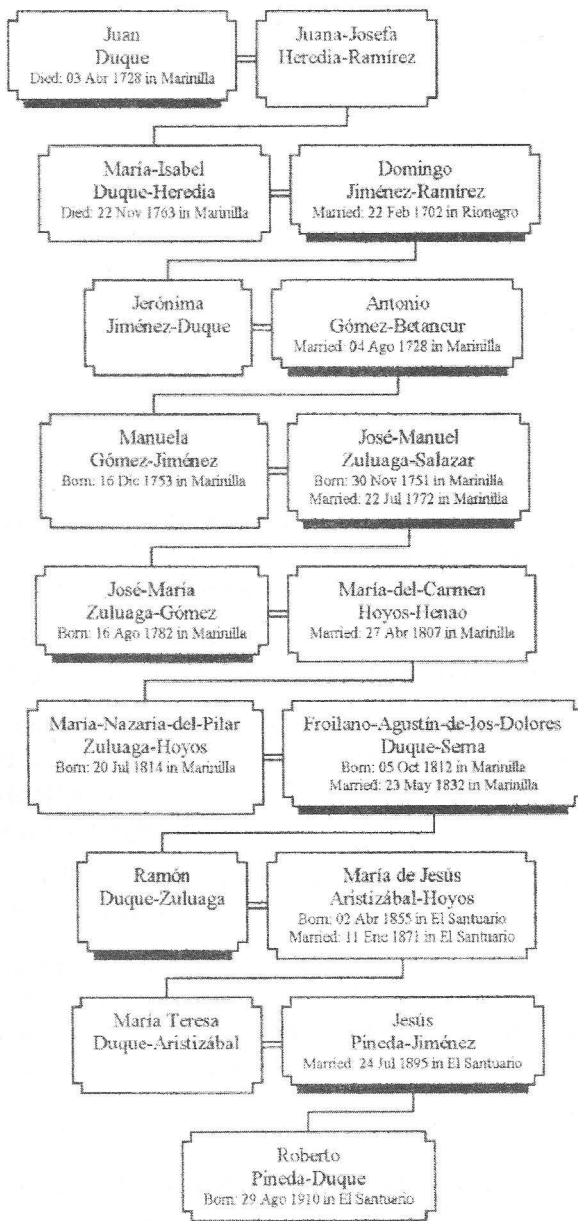 Juan
Duque
Died: 03 Abr 1728 in Marinilla
Juana-Josefa
Heredia-Ramírez
María-Isabel
Duque-Heredia
Died: 22 Nov 1763 in Marinilla
Domingo
Jiménez-Ramírez
Married: 22 Feb 1702 in Rionegro
Jerónima
Jiménez-Duque
Antonio
Gómez-Betancur
Married: 04 Ago 1728 in Marinilla
Manuela
Gómez-Jiménez
Born: 16 Dic 1753 in Marinilla
José-Manuel
Zuluaga-Salazar
Born: 30 Nov 1751 in Marinilla
Married: 22 Jul 1772 in Marinilla
José-María
Zuluaga-Gómez
Born: 16 Ago 1782 in Marinilla
María-del-Carmen
Hoyos-Henao
Married: 27 Abr 1807 in Marinilla
Maria-Nazaria-del-Pilar
Zuluaga-Hoyos
Born: 20 Jul 1814 in Marinilla
Froilano-Agustín-de-los-Dolores
Duque-Serna
Born: 05 Oct 1812 in Marinilla
Married: 23 May 1832 in Marinilla
Ramón
Duque-Zuluaga
María de Jesús
Aristizábal-Hoyos
Born: 02 Abr 1855 in El Santuario
Married: 11 Ene 1871 in El Santuario
María Teresa
Duque-Aristizábal
Jesús
Pineda-Jiménez
Married: 24 Jul 1895 in El Santuario
Roberto
Pineda-Duque
Born: 29 Ago 1910 in El Santuario